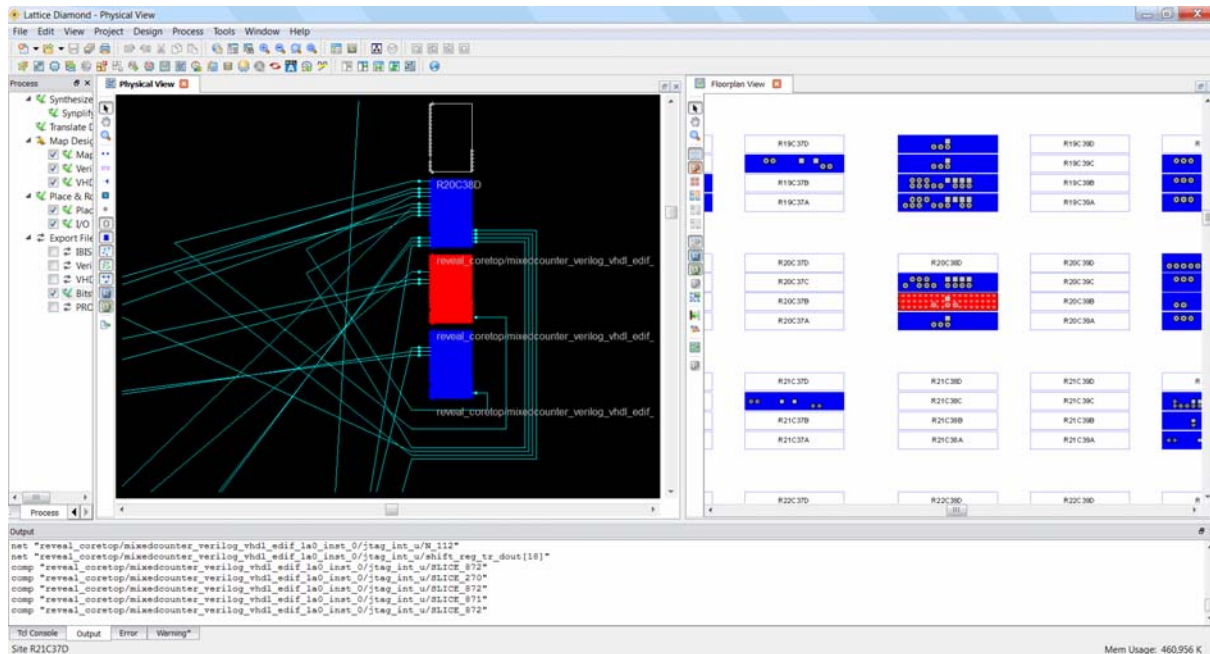 Lattice Diamond - Physical View
File Edit View Project Design Process Tools Window Help
Process
Physical View
Floorplan View
Synthesize
Synplify
Translate D
Map Desig
Map
Veri
VHD
Place & Ro
Plac
I/O
Export File
IBIS
Veri
VHD
Bits
PRO
Process
R20C38D
reveal_coretop/mixedcounter_verilog_vhdl_edif_
reveal_coretop/mixedcounter_verilog_vhdl_edif_
reveal_coretop/mixedcounter_verilog_vhdl_edif_
R19C37D R19C39D R
R19C39C
R19C37B R19C39B
R19C37A R19C39A
R20C37D R20C38D R20C39D
R20C37C R20C39C
R20C37B R20C39B
R20C37A R20C39A
R21C37D R21C38D R21C39D R
R21C38C R21C39C
R21C37B R21C38B R21C39B
R21C37A R21C38A R21C39A
R22C37D R22C38D R22C39D R
Output
net "reveal_coretop/mixedcounter_verilog_vhdl_edif_la0_inst_0/jtag_int_u/N_112"
net "reveal_coretop/mixedcounter_verilog_vhdl_edif_la0_inst_0/jtag_int_u/shift_reg_tr_dout[18]"
comp "reveal_coretop/mixedcounter_verilog_vhdl_edif_la0_inst_0/jtag_int_u/SLICE_872"
comp "reveal_coretop/mixedcounter_verilog_vhdl_edif_la0_inst_0/jtag_int_u/SLICE_270"
comp "reveal_coretop/mixedcounter_verilog_vhdl_edif_la0_inst_0/jtag_int_u/SLICE_872"
comp "reveal_coretop/mixedcounter_verilog_vhdl_edif_la0_inst_0/jtag_int_u/SLICE_871"
comp "reveal_coretop/mixedcounter_verilog_vhdl_edif_la0_inst_0/jtag_int_u/SLICE_872"
Tcl Console Output Error Warning*
Site R21C37D
Mem Usage: 460,956 K